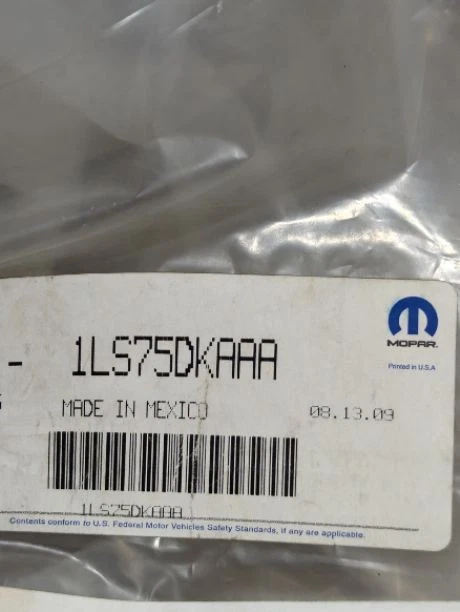 MOPAR.
Printed in U.S.A
- 1LS75DKAAA
MADE IN MEXICO
08.13.09
1LS75DKAAA
Contents conform to U.S. Federal Motor Vehicles Safety Standards, if any are applicable.